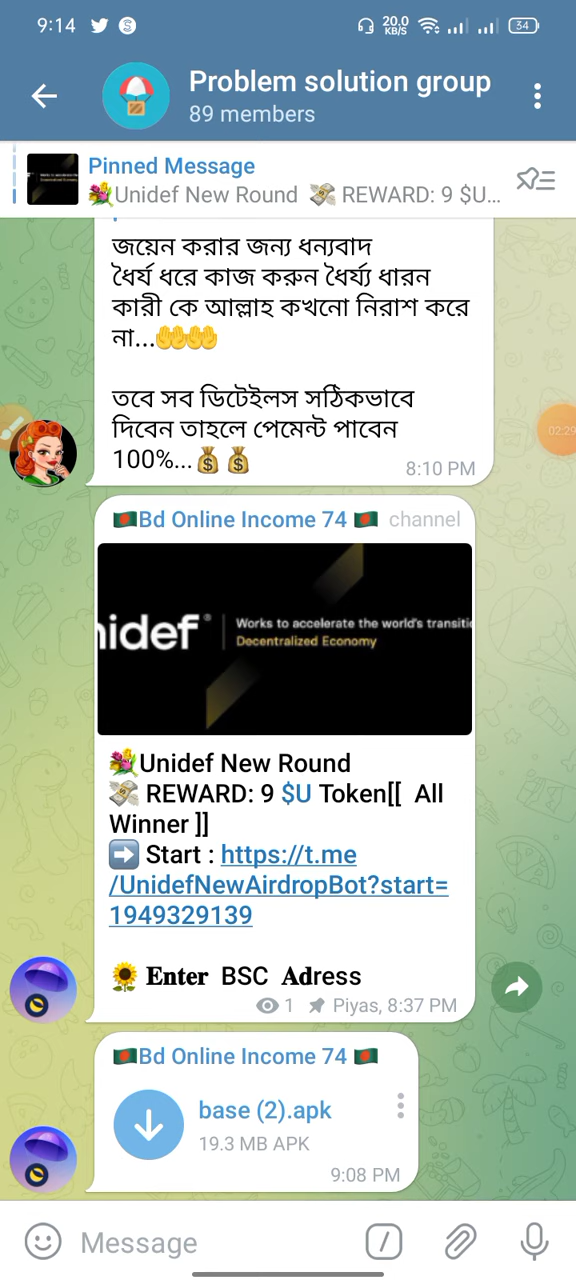 9:14
20.0
KB/S
34
Problem solution group
89 members
Pinned Message
💐Unidef New Round 💸 REWARD: 9 $U...
জয়েন করার জন্য ধন্যবাদ
ধৈর্য ধরে কাজ করুন ধৈর্য্য ধারন
কারী কে আল্লাহ কখনো নিরাশ করে
না...🤲🤲
তবে সব ডিটেইলস সঠিকভাবে
দিবেন তাহলে পেমেন্ট পাবেন
100%...💰 💰
8:10 PM
02:29
🇧🇩Bd Online Income 74 🇧🇩 channel
nidef
Works to accelerate the world's transitio
Decentralized Economy
💐Unidef New Round
💸 REWARD: 9 $U Token[[ All
Winner ]]
➡️ Start : https://t.me
/UnidefNewAirdropBot?start=
1949329139
🌻 𝐄𝐧𝐭𝐞𝐫 BSC 𝐀𝐝ress
1 Piyas, 8:37 PM
🇧🇩Bd Online Income 74 🇧🇩
base (2).apk
19.3 MB APK
9:08 PM
Message